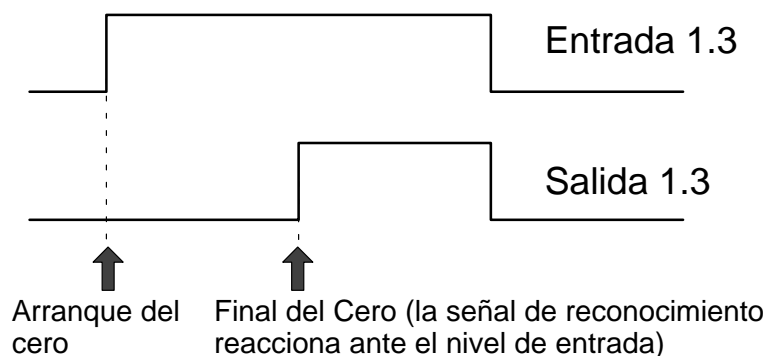 Entrada 1.3
Salida 1.3
Arranque del
cero
Final del Cero (la señal de reconocimiento
reacciona ante el nivel de entrada)